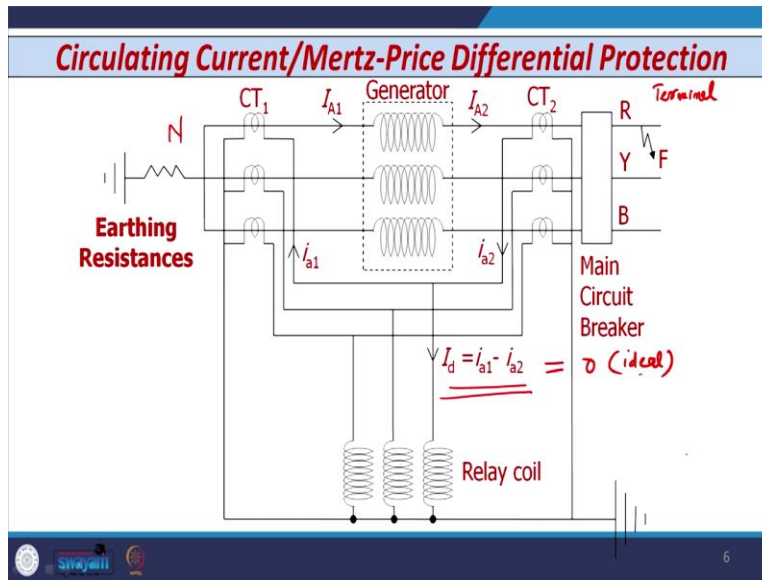 Circulating Current/Mertz-Price Differential Protection
CT1 IA1 Generator IA2 CT2 R Terminal
N
Y F
Earthing
Resistances
B
ia1 ia2
Main
Circuit
Breaker
Id = ia1- ia2 = 0 (ideal)
Relay coil
swayam 6